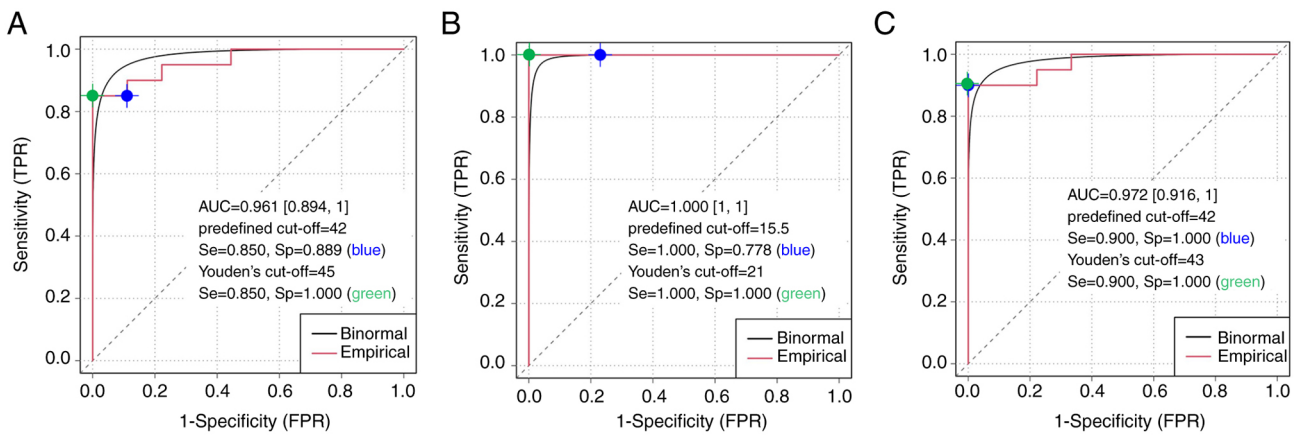 A
Sensitivity (TPR)
1.0
0.8
0.6
0.4
0.2
0.0
AUC=0.961 [0.894, 1]
predefined cut-off=42
Se=0.850, Sp=0.889 (blue)
Youden's cut-off=45
Se=0.850, Sp=1.000 (green)
Binormal
Empirical
0.0 0.2 0.4 0.6 0.8 1.0
1-Specificity (FPR)
B
Sensitivity (TPR)
1.0
0.8
0.6
0.4
0.2
0.0
AUC=1.000 [1, 1]
predefined cut-off=15.5
Se=1.000, Sp=0.778 (blue)
Youden's cut-off=21
Se=1.000, Sp=1.000 (green)
Binormal
Empirical
0.0 0.2 0.4 0.6 0.8 1.0
1-Specificity (FPR)
C
Sensitivity (TPR)
1.0
0.8
0.6
0.4
0.2
0.0
AUC=0.972 [0.916, 1]
predefined cut-off=42
Se=0.900, Sp=1.000 (blue)
Youden's cut-off=43
Se=0.900, Sp=1.000 (green)
Binormal
Empirical
0.0 0.2 0.4 0.6 0.8 1.0
1-Specificity (FPR)